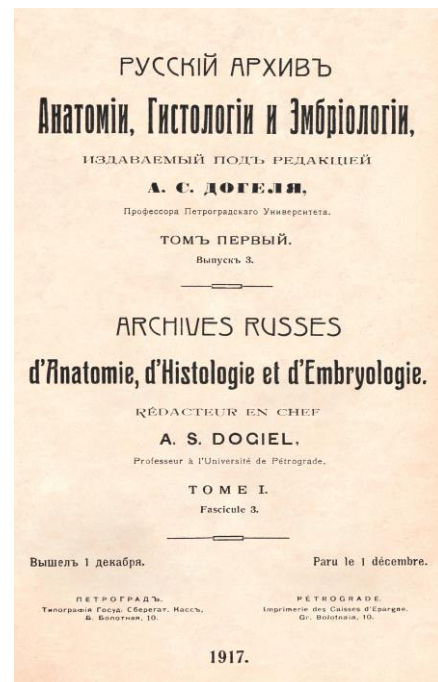 РУССКІЙ АРХИВЪ
Анатоміи, Гистологіи и Эмбріологіи,
ИЗДАВАЕМЫЙ ПОДЪ РЕДАКЦІЕЙ
А. С. ДОГЕЛЯ,
Профессора Петроградскаго Университета.
ТОМЪ ПЕРВЫЙ.
Выпускъ 3.
ARCHIVES RUSSES
d'Anatomie, d'Histologie et d'Embryologie.
RÉDACTEUR EN CHEF
A. S. DOGIEL,
Professeur à l'Université de Pétrograde.
TOME I.
Fascicule 3.
Вышелъ 1 декабря. Paru le 1 décembre.
ПЕТРОГРАДЪ. PÉTROGRADE.
Типографія Госуд. Сберегат. Кассъ, Imprimerie des Caisses d'Epargne.
Б. Болотная, 10. Gr. Bolotnaia, 10.
1917.